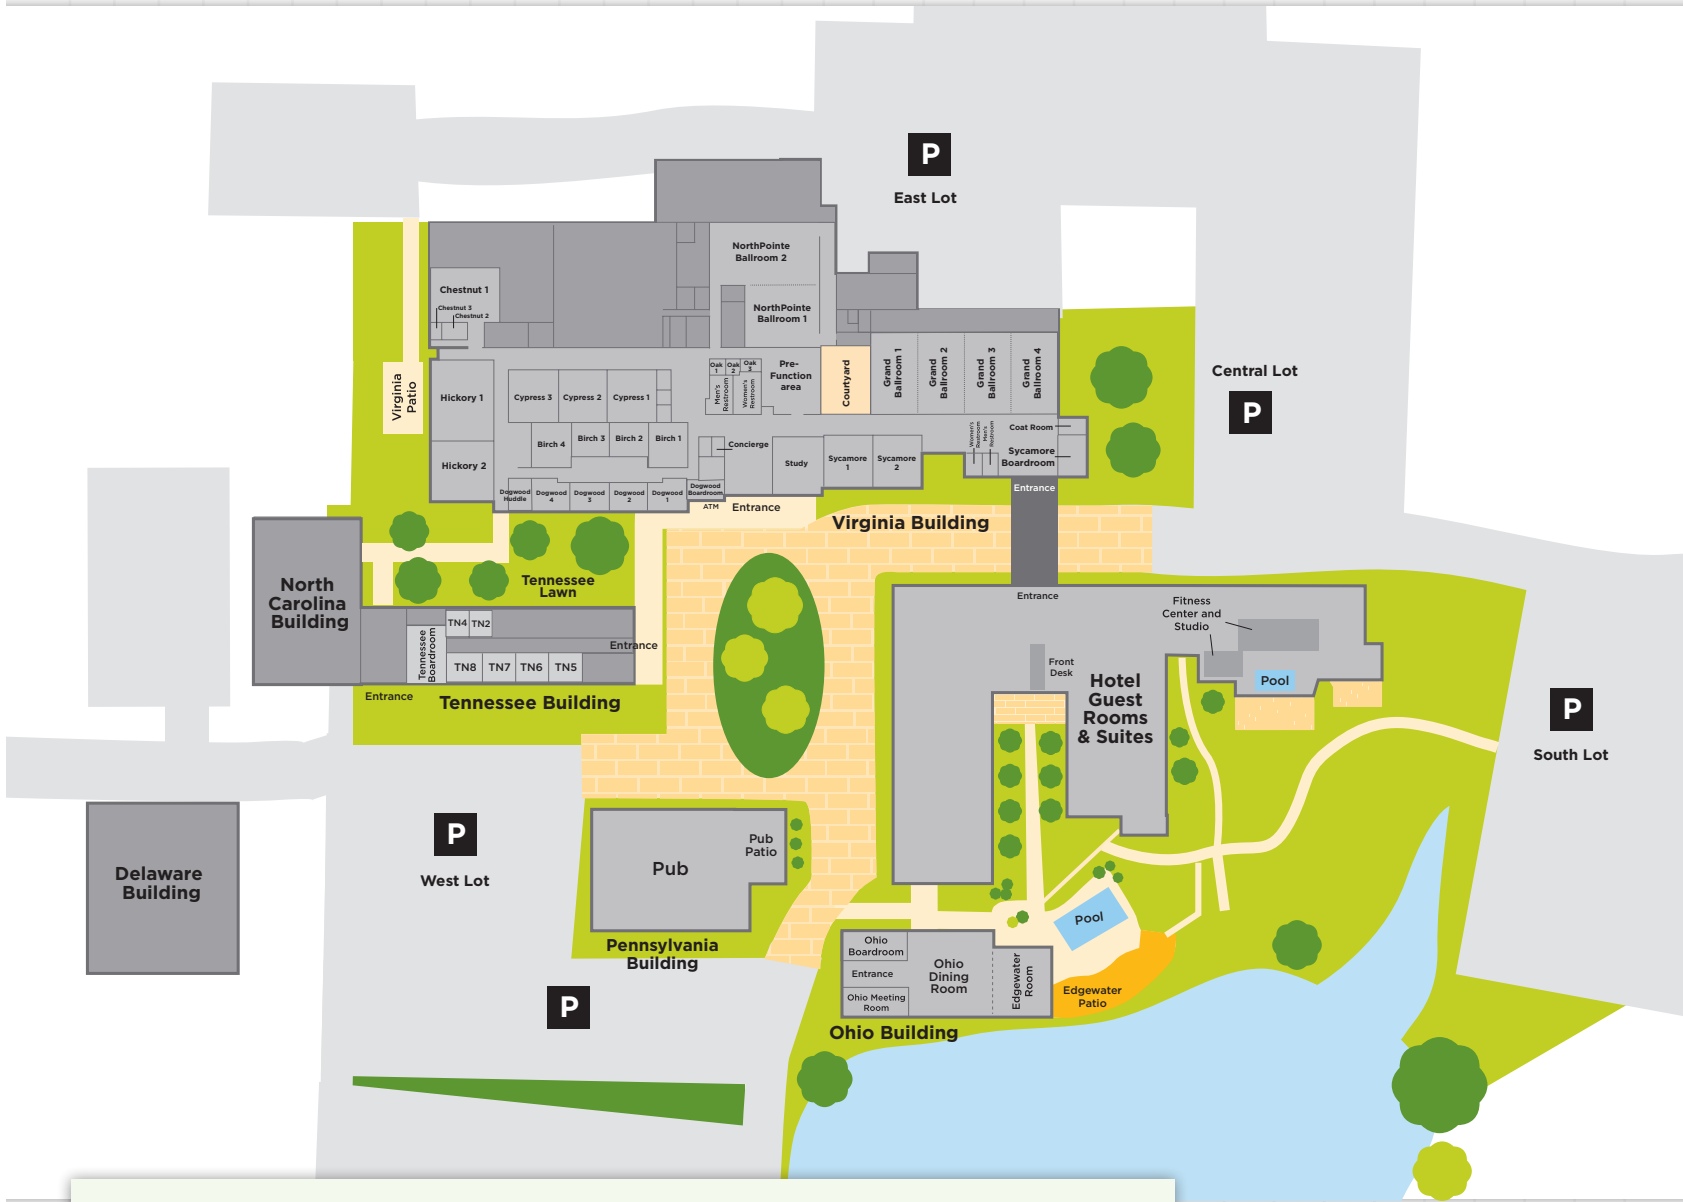 P
East Lot
NorthPointe
Ballroom 2
NorthPointe
Ballroom 1
Chestnut 1
Chestnut 3
Chestnut 2
Virginia
Patio
Hickory 1
Hickory 2
Cypress 3
Cypress 2
Cypress 1
Birch 4
Birch 3
Birch 2
Birch 1
Dogwood
Huddle
Dogwood
4
Dogwood
3
Dogwood
2
Dogwood
1
Dogwood
Boardroom
ATM
Entrance
Oak
1
Oak
2
Oak
3
Men's
Restroom
Women's
Restroom
Pre-
Function
area
Courtyard
Grand
Ballroom 1
Grand
Ballroom 2
Grand
Ballroom 3
Grand
Ballroom 4
Concierge
Study
Sycamore
1
Sycamore
2
Women's
Restroom
Men's
Restroom
Coat Room
Sycamore
Boardroom
Entrance
Virginia Building
Central Lot
P
North
Carolina
Building
Tennessee
Lawn
TN4
TN2
Tennessee
Boardroom
TN8
TN7
TN6
TN5
Entrance
Entrance
Tennessee Building
Entrance
Fitness
Center and
Studio
Front
Desk
Pool
Hotel
Guest
Rooms
& Suites
P
South Lot
Delaware
Building
P
West Lot
Pub
Pub
Patio
Pennsylvania
Building
P
Pool
Ohio
Boardroom
Entrance
Ohio Meeting
Room
Ohio
Dining
Room
Edgewater
Room
Edgewater
Patio
Ohio Building